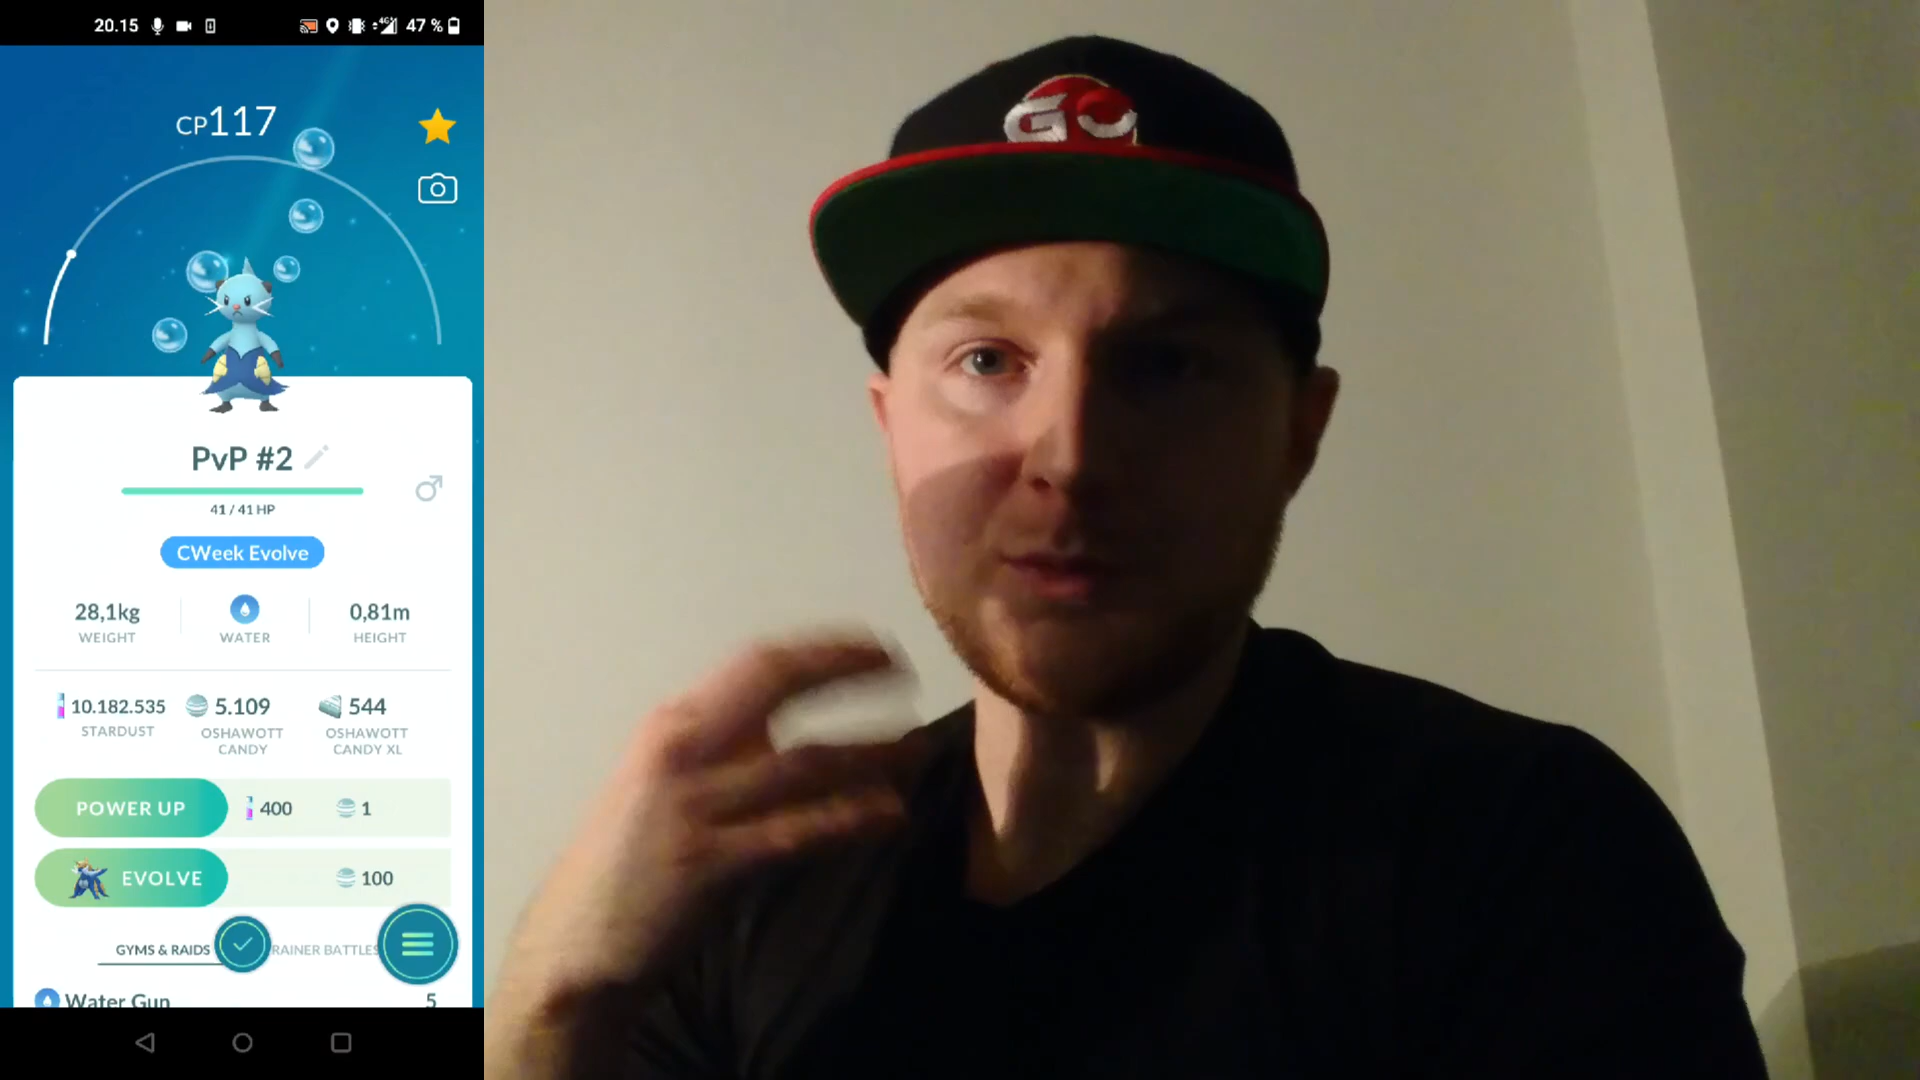 20.15
4G
47 %
CP117
PvP #2
41 / 41 HP
CWeek Evolve
28,1kg
WEIGHT
WATER
0,81m
HEIGHT
10.182.535
STARDUST
5.109
OSHAWOTT
CANDY
544
OSHAWOTT
CANDY XL
POWER UP
400
1
EVOLVE
100
GYMS & RAIDS
RAINER BATTLES
Water Gun
5
GO